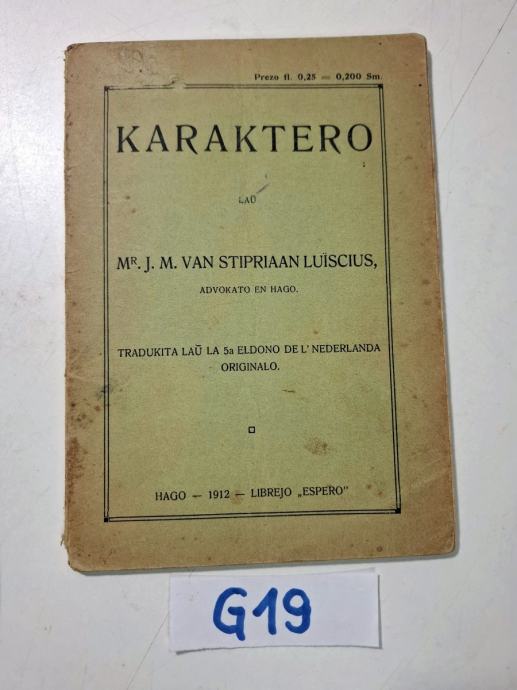 Prezo fl. 0,25 = 0,200 Sm.
KARAKTERO
LAŬ
MR. J. M. VAN STIPRIAAN LUÏSCIUS,
ADVOKATO EN HAGO.
TRADUKITA LAŬ LA 5a ELDONO DE L' NEDERLANDA
ORIGINALO.
HAGO — 1912 — LIBREJO „ESPERO"
G19